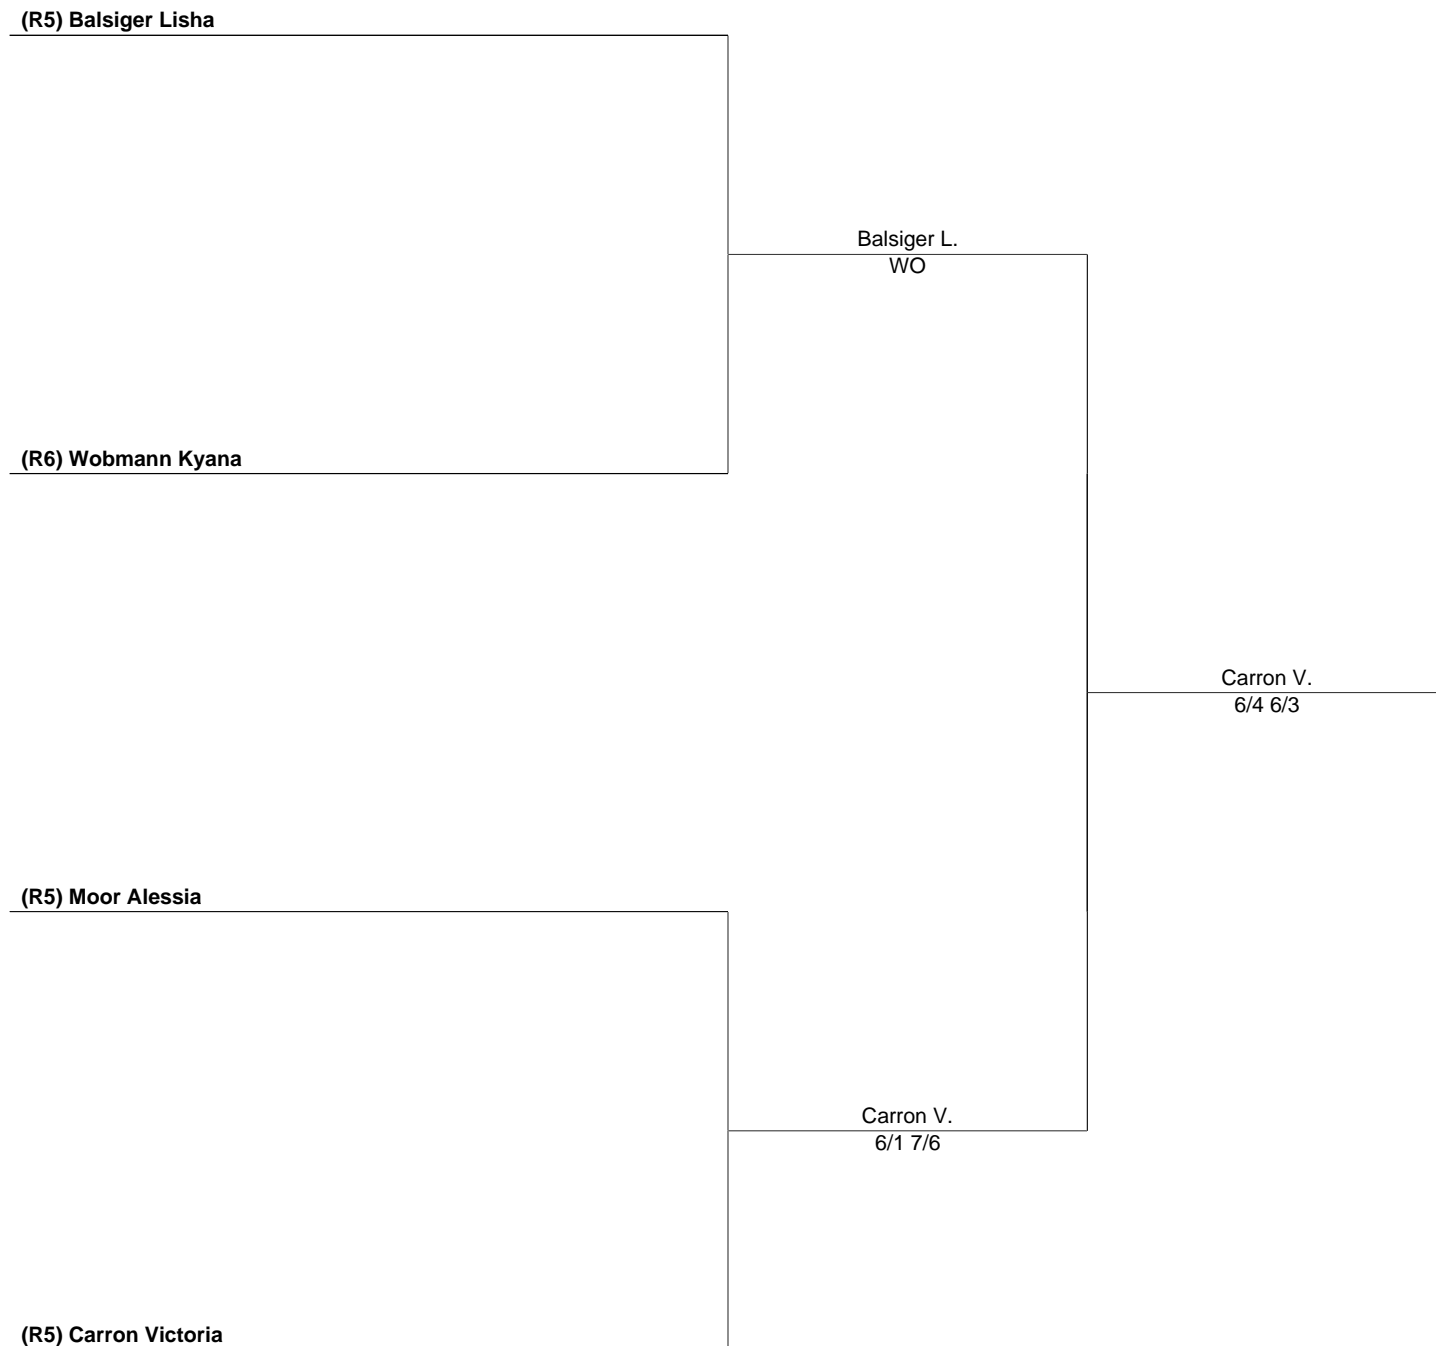 (R5) Balsiger Lisha
Balsiger L.
WO
(R6) Wobmann Kyana
Carron V.
6/4 6/3
(R5) Moor Alessia
Carron V.
6/1 7/6
(R5) Carron Victoria